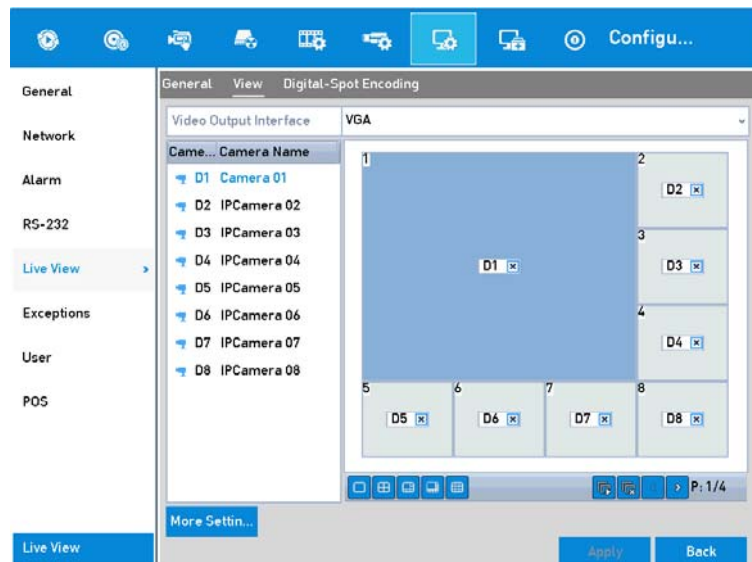 Configu...
General
Network
Alarm
RS-232
Live View
Exceptions
User
POS
Live View
General View Digital-Spot Encoding
Video Output Interface VGA
Came... Camera Name
D1 Camera 01
D2 IPCamera 02
D3 IPCamera 03
D4 IPCamera 04
D5 IPCamera 05
D6 IPCamera 06
D7 IPCamera 07
D8 IPCamera 08
1
D1
2
D2
3
D3
4
D4
5
D5
6
D6
7
D7
8
D8
P: 1/4
More Settin...
Apply
Back